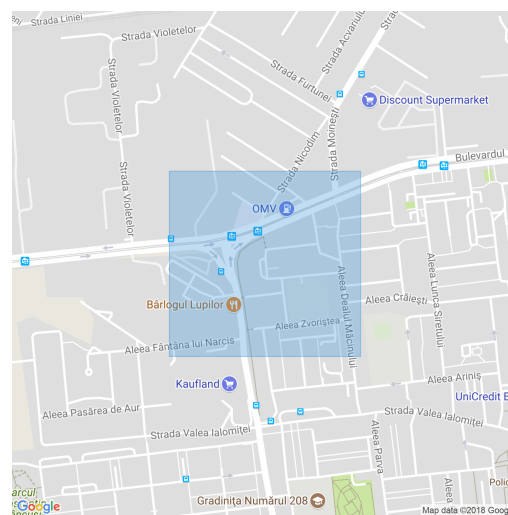 Strada Liniei
Strada Violetelor
Strada Acvariului
Strada Violetelor
Strada Furtunei
Discount Supermarket
Strada Nicodim
Strada Moinești
Bulevardul
Strada Violetelor
OMV
Aleea Dealul Măcinului
Aleea Lunca Siretului
Aleea Crăiești
Bârlogul Lupilor
Aleea Zvoriștea
Aleea Fântâna lui Narcis
Kaufland
Aleea Ariniș
UniCredit B
Aleea Pasărea de Aur
Strada Valea Ialomiței
Strada Valea Ialomiței
Aleea Parva
Grădinița Numărul 208
Google
Map data ©2018 Goog